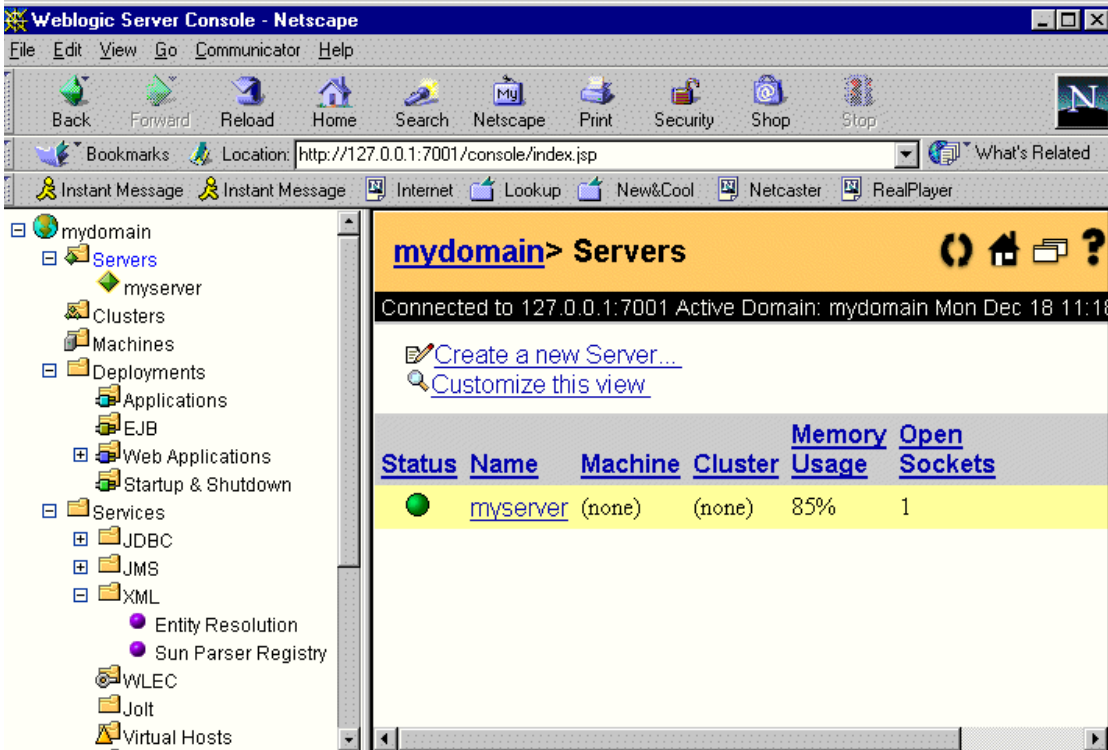 Weblogic Server Console - Netscape
File Edit View Go Communicator Help
Back Forward Reload Home Search Netscape Print Security Shop Stop
My
N
Bookmarks Location: http://127.0.0.1:7001/console/index.jsp What's Related
Instant Message Instant Message Internet Lookup New&Cool Netcaster RealPlayer
mydomain
Servers
myserver
Clusters
Machines
Deployments
Applications
EJB
Web Applications
Startup & Shutdown
Services
JDBC
JMS
XML
Entity Resolution
Sun Parser Registry
WLEC
Jolt
Virtual Hosts
mydomain> Servers
?
Connected to 127.0.0.1:7001 Active Domain: mydomain Mon Dec 18 11:18
Create a new Server...
Customize this view
Status Name Machine Cluster Memory Usage Open Sockets
myserver (none) (none) 85% 1